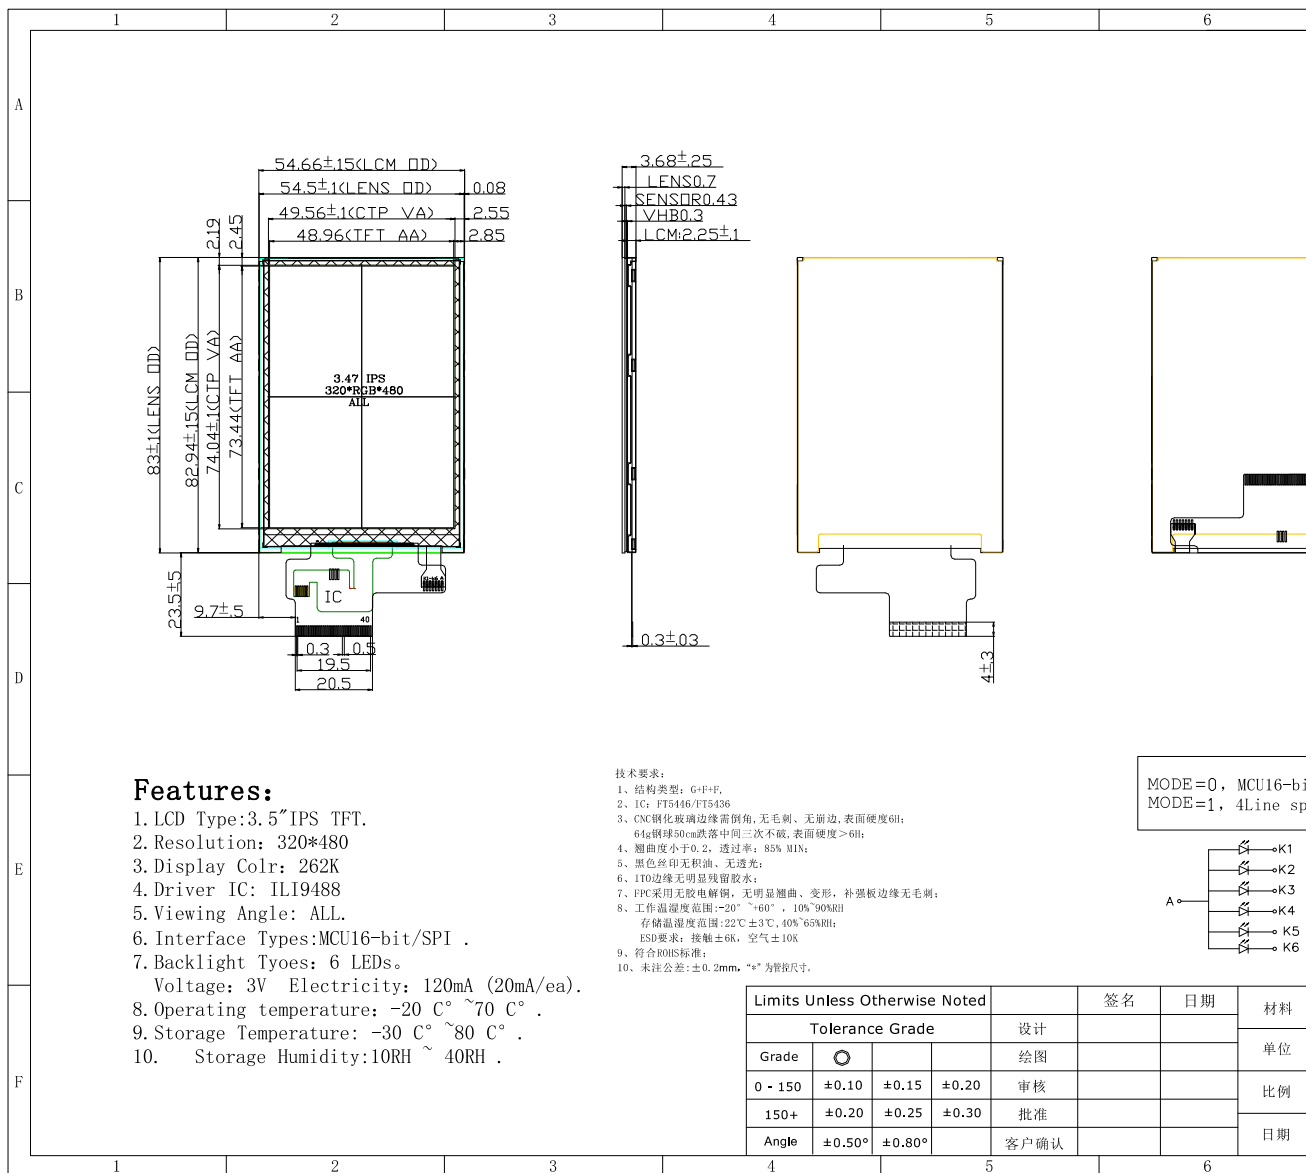 1 2 3 4 5 6
A
B
C
D
E
F
54.66±.15(LCM OD)
54.5±.1(LENS OD) 0.08
49.56±.1(CTP VA) 2.55
48.96(TFT AA) 2.85
2.19
2.45
83±.1(LENS OD)
82.94±.15(LCM OD)
74.04±.1(CTP VA)
73.44(TFT AA)
3.47 IPS
320*RGB*480
ALL
23.5±.5
9.7±.5
IC
1 40
0.3 0.5
19.5
20.5
3.68±.25
LENS0.7
SENSOR0.43
VHB0.3
LCM:2.25±.1
0.3±.03
4±.3
Features:
1.LCD Type:3.5″IPS TFT.
2.Resolution: 320*480
3.Display Colr: 262K
4.Driver IC: ILI9488
5.Viewing Angle: ALL.
6.Interface Types:MCU16-bit/SPI .
7.Backlight Tyoes: 6 LEDs。
Voltage: 3V Electricity: 120mA (20mA/ea).
8.Operating temperature: -20 C° ~70 C° .
9.Storage Temperature: -30 C° ~80 C° .
10. Storage Humidity:10RH ~ 40RH .
技术要求:
1、结构类型: G+F+F,
2、IC: FT5446/FT5436
3、CNC钢化玻璃边缘需倒角,无毛刺、无崩边,表面硬度6H;
64g钢球50cm跌落中间三次不破,表面硬度>6H;
4、翘曲度小于0.2, 透过率: 85% MIN;
5、黑色丝印无积油、无透光;
6、ITO边缘无明显残留胶水;
7、FPC采用无胶电解铜, 无明显翘曲、变形, 补强板边缘无毛刺;
8、工作温湿度范围:-20° ~+60° , 10%~90%RH
存储温湿度范围:22℃±3℃,40%~65%RH;
ESD要求: 接触±6K, 空气±10K
9、符合ROHS标准;
10、未注公差:±0.2mm, “*” 为管控尺寸.
MODE=0, MCU16-bi
MODE=1, 4Line sp
A
K1
K2
K3
K4
K5
K6
Limits Unless Otherwise Noted 签名 日期 材料
Tolerance Grade 设计
Grade 绘图 单位
0 - 150 ±0.10 ±0.15 ±0.20 审核 比例
150+ ±0.20 ±0.25 ±0.30 批准
Angle ±0.50° ±0.80° 客户确认 日期
1 2 3 4 5 6